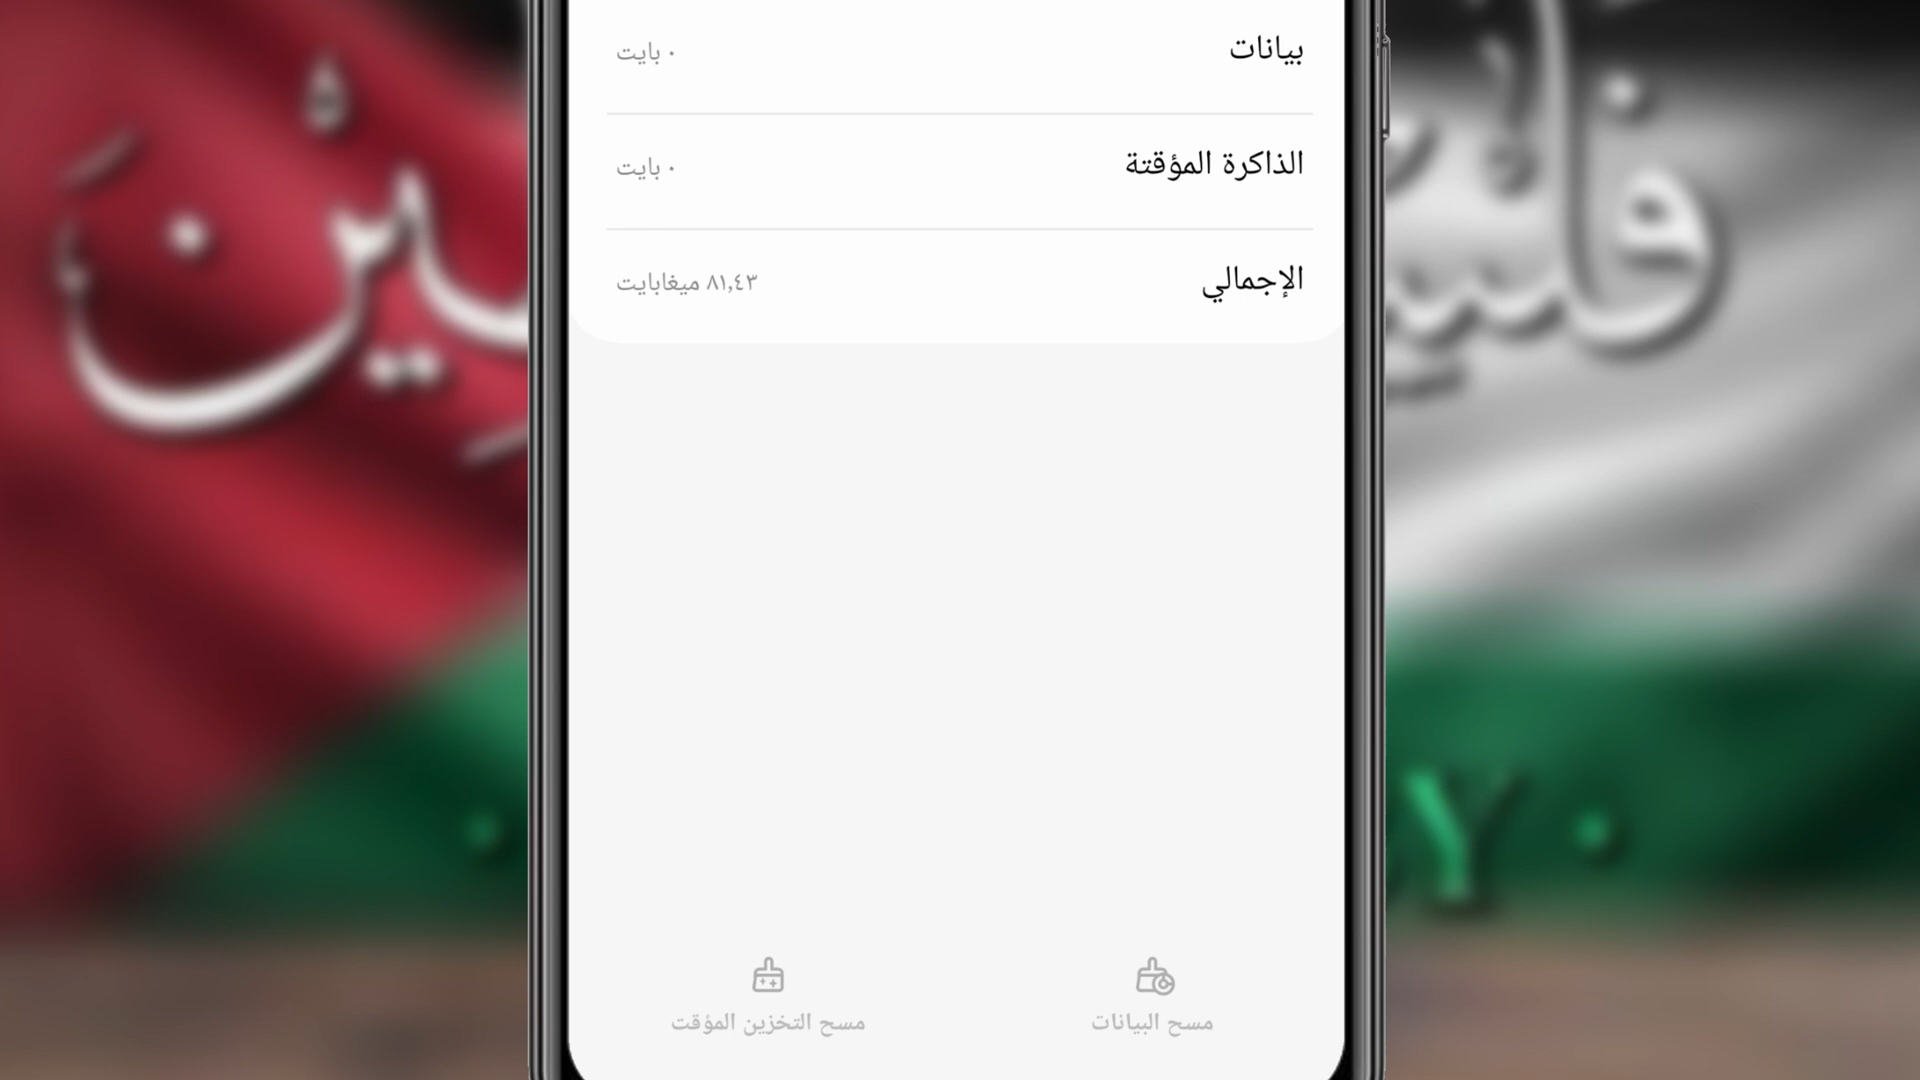 بيانات
٠ بايت
الذاكرة المؤقتة
٠ بايت
الإجمالي
٨١,٤٣ ميغابايت
مسح البيانات
مسح التخزين المؤقت